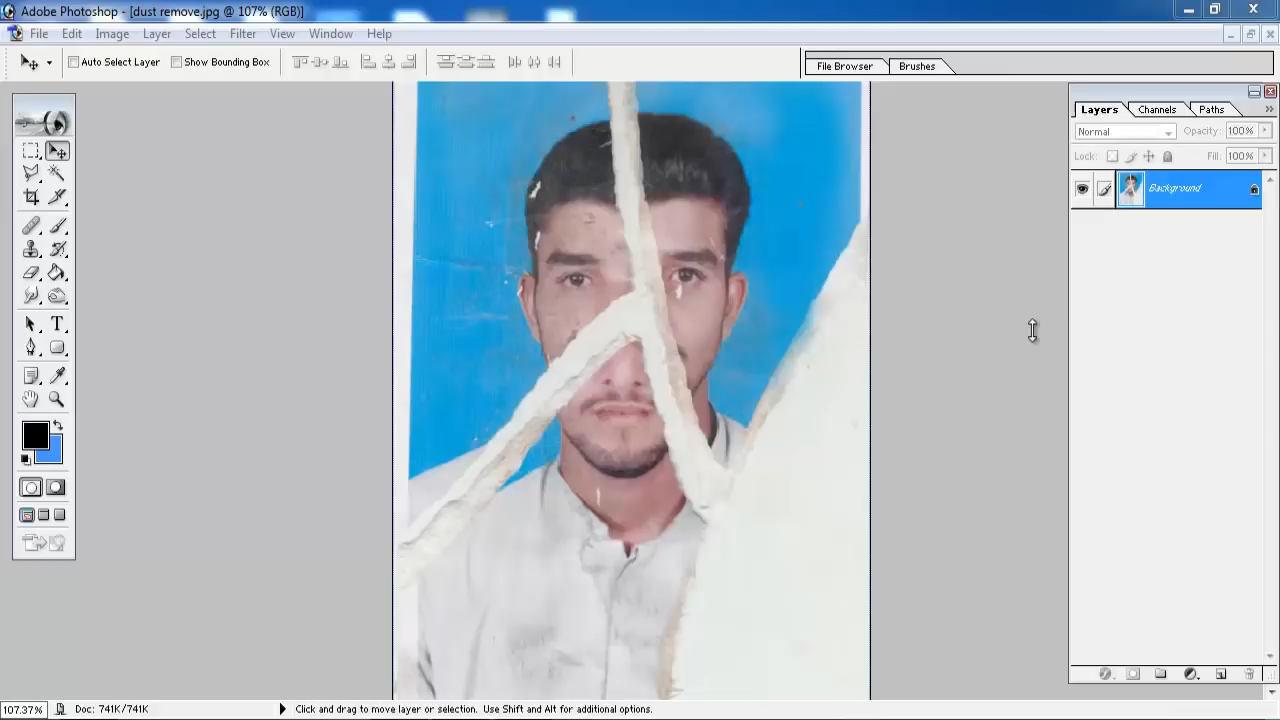 Adobe Photoshop - [dust remove.jpg @ 107% (RGB)]
File Edit Image Layer Select Filter View Window Help
Auto Select Layer Show Bounding Box
File Browser Brushes
Layers Channels Paths
Normal Opacity: 100%
Lock: Fill: 100%
Background
T
107.37% Doc: 741K/741K Click and drag to move layer or selection. Use Shift and Alt for additional options.